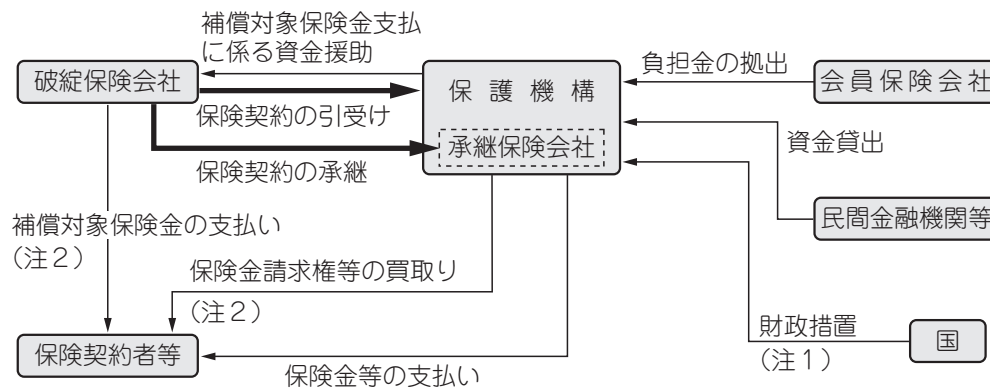 補償対象保険金支払
に係る資金援助
破綻保険会社
保険契約の引受け
保険契約の承継
保護機構
承継保険会社
負担金の拠出
会員保険会社
資金貸出
民間金融機関等
補償対象保険金の支払い
（注２）
保険金請求権等の買取り
（注２）
財政措置
（注１）
国
保険契約者等
保険金等の支払い